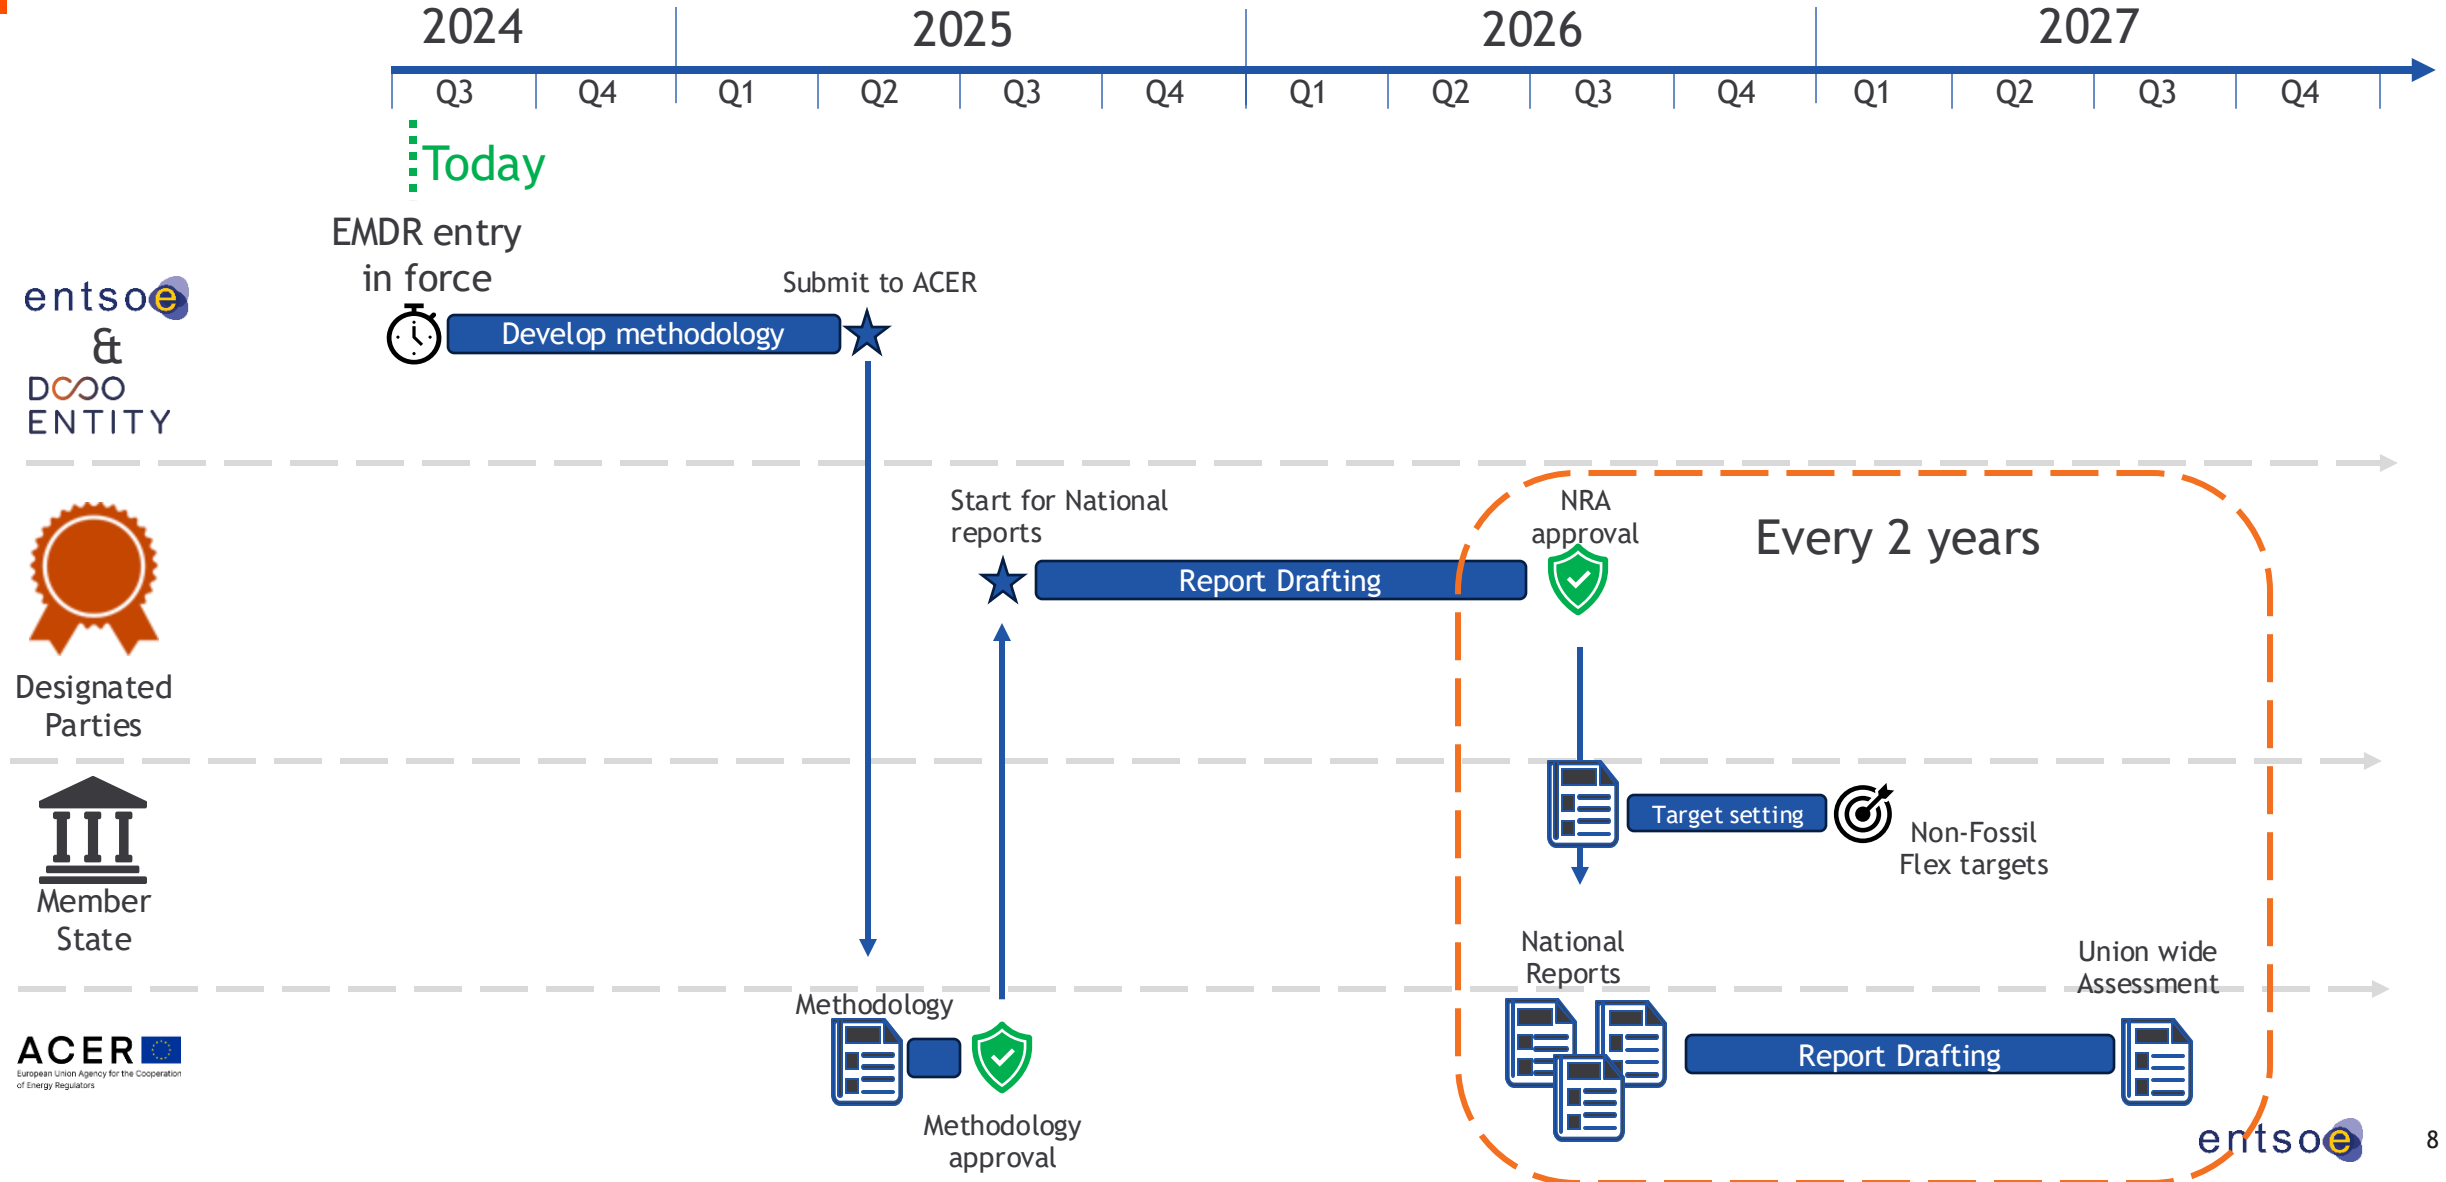 2024
2025
2026
2027
Q3
Q4
Q1
Q2
Q3
Q4
Q1
Q2
Q3
Q4
Q1
Q2
Q3
Q4
Today
EMDR entry
in force
entsoe
&
DSO
ENTITY
Develop methodology
Submit to ACER
Designated
Parties
Start for National
reports
Report Drafting
NRA
approval
Every 2 years
Member
State
Target setting
Non-Fossil
Flex targets
National
Reports
Union wide
Assessment
ACER
European Union Agency for the Cooperation
of Energy Regulators
Methodology
Methodology
approval
Report Drafting
entsoe
8